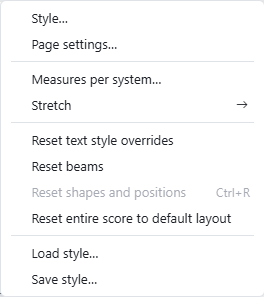 Style...
Page settings...
Measures per system...
Stretch →
Reset text style overrides
Reset beams
Reset shapes and positions Ctrl+R
Reset entire score to default layout
Load style...
Save style...